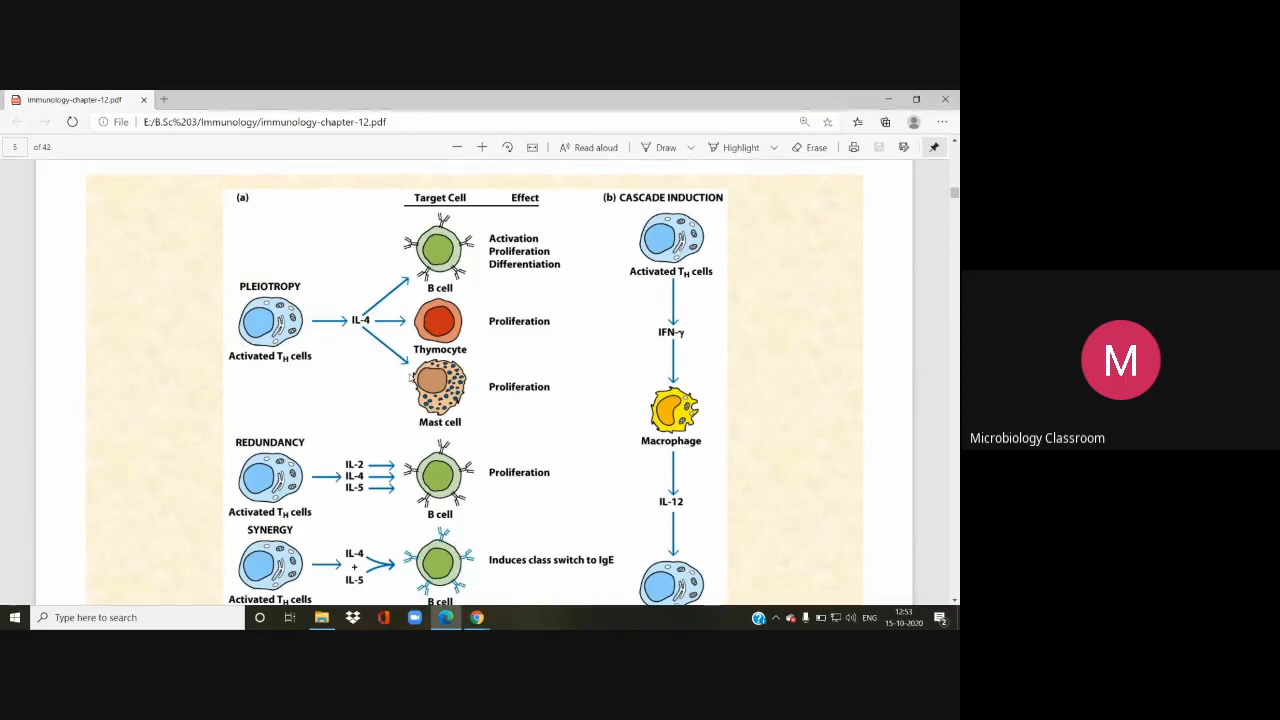 immunology-chapter-12.pdf
File
E:/B.Sc%203/Immunology/immunology-chapter-12.pdf
5 of 42
Read aloud
Draw
Highlight
Erase
(a)
Target Cell
Effect
Activation
Proliferation
Differentiation
B cell
PLEIOTROPY
IL-4
Proliferation
Thymocyte
Activated TH cells
Proliferation
Mast cell
REDUNDANCY
IL-2
IL-4
IL-5
Proliferation
Activated TH cells
B cell
SYNERGY
IL-4
+
IL-5
Induces class switch to IgE
Activated TH cells
B cell
(b) CASCADE INDUCTION
Activated TH cells
IFN-γ
Macrophage
IL-12
M
Microbiology Classroom
Type here to search
ENG
12:53
15-10-2020
2